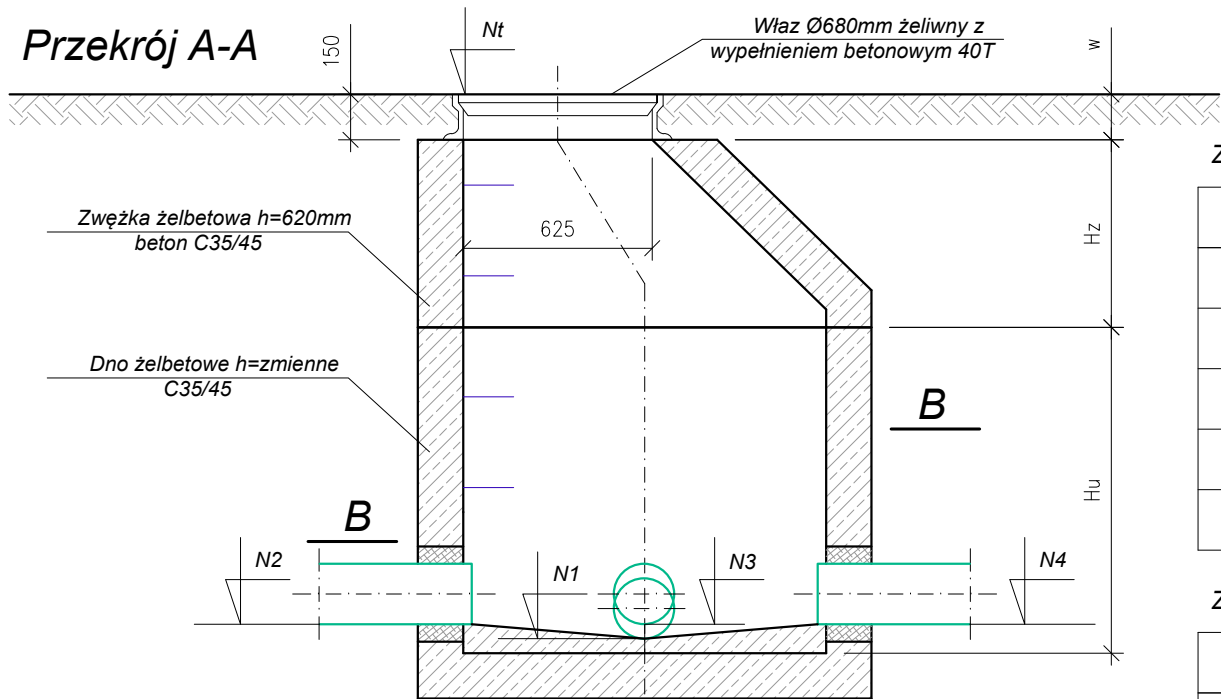 Przekrój A-A
150
Nt
Właz Ø680mm żeliwny z
wypełnieniem betonowym 40T
w
Z
Zwężka żelbetowa h=620mm
beton C35/45
625
Hz
Dno żelbetowe h=zmienne
C35/45
B
Hu
B
N2
N1
N3
N4
Z